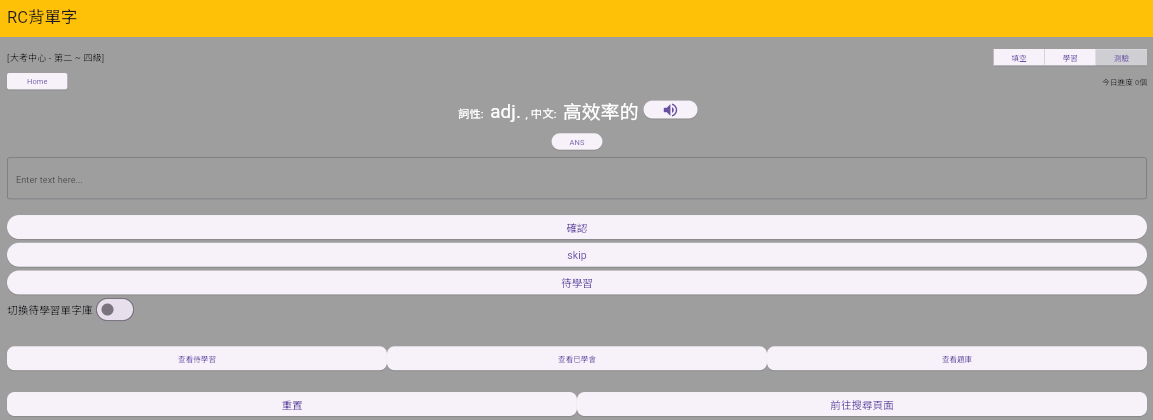 RC背單字
[大考中心 - 第二 ~ 四級]
填空 學習 測驗
Home
今日進度 0個
詞性: adj. , 中文: 高效率的
ANS
Enter text here...
確認
skip
待學習
切換待學習單字庫
查看待學習 查看已學會 查看題庫
重置 前往搜尋頁面